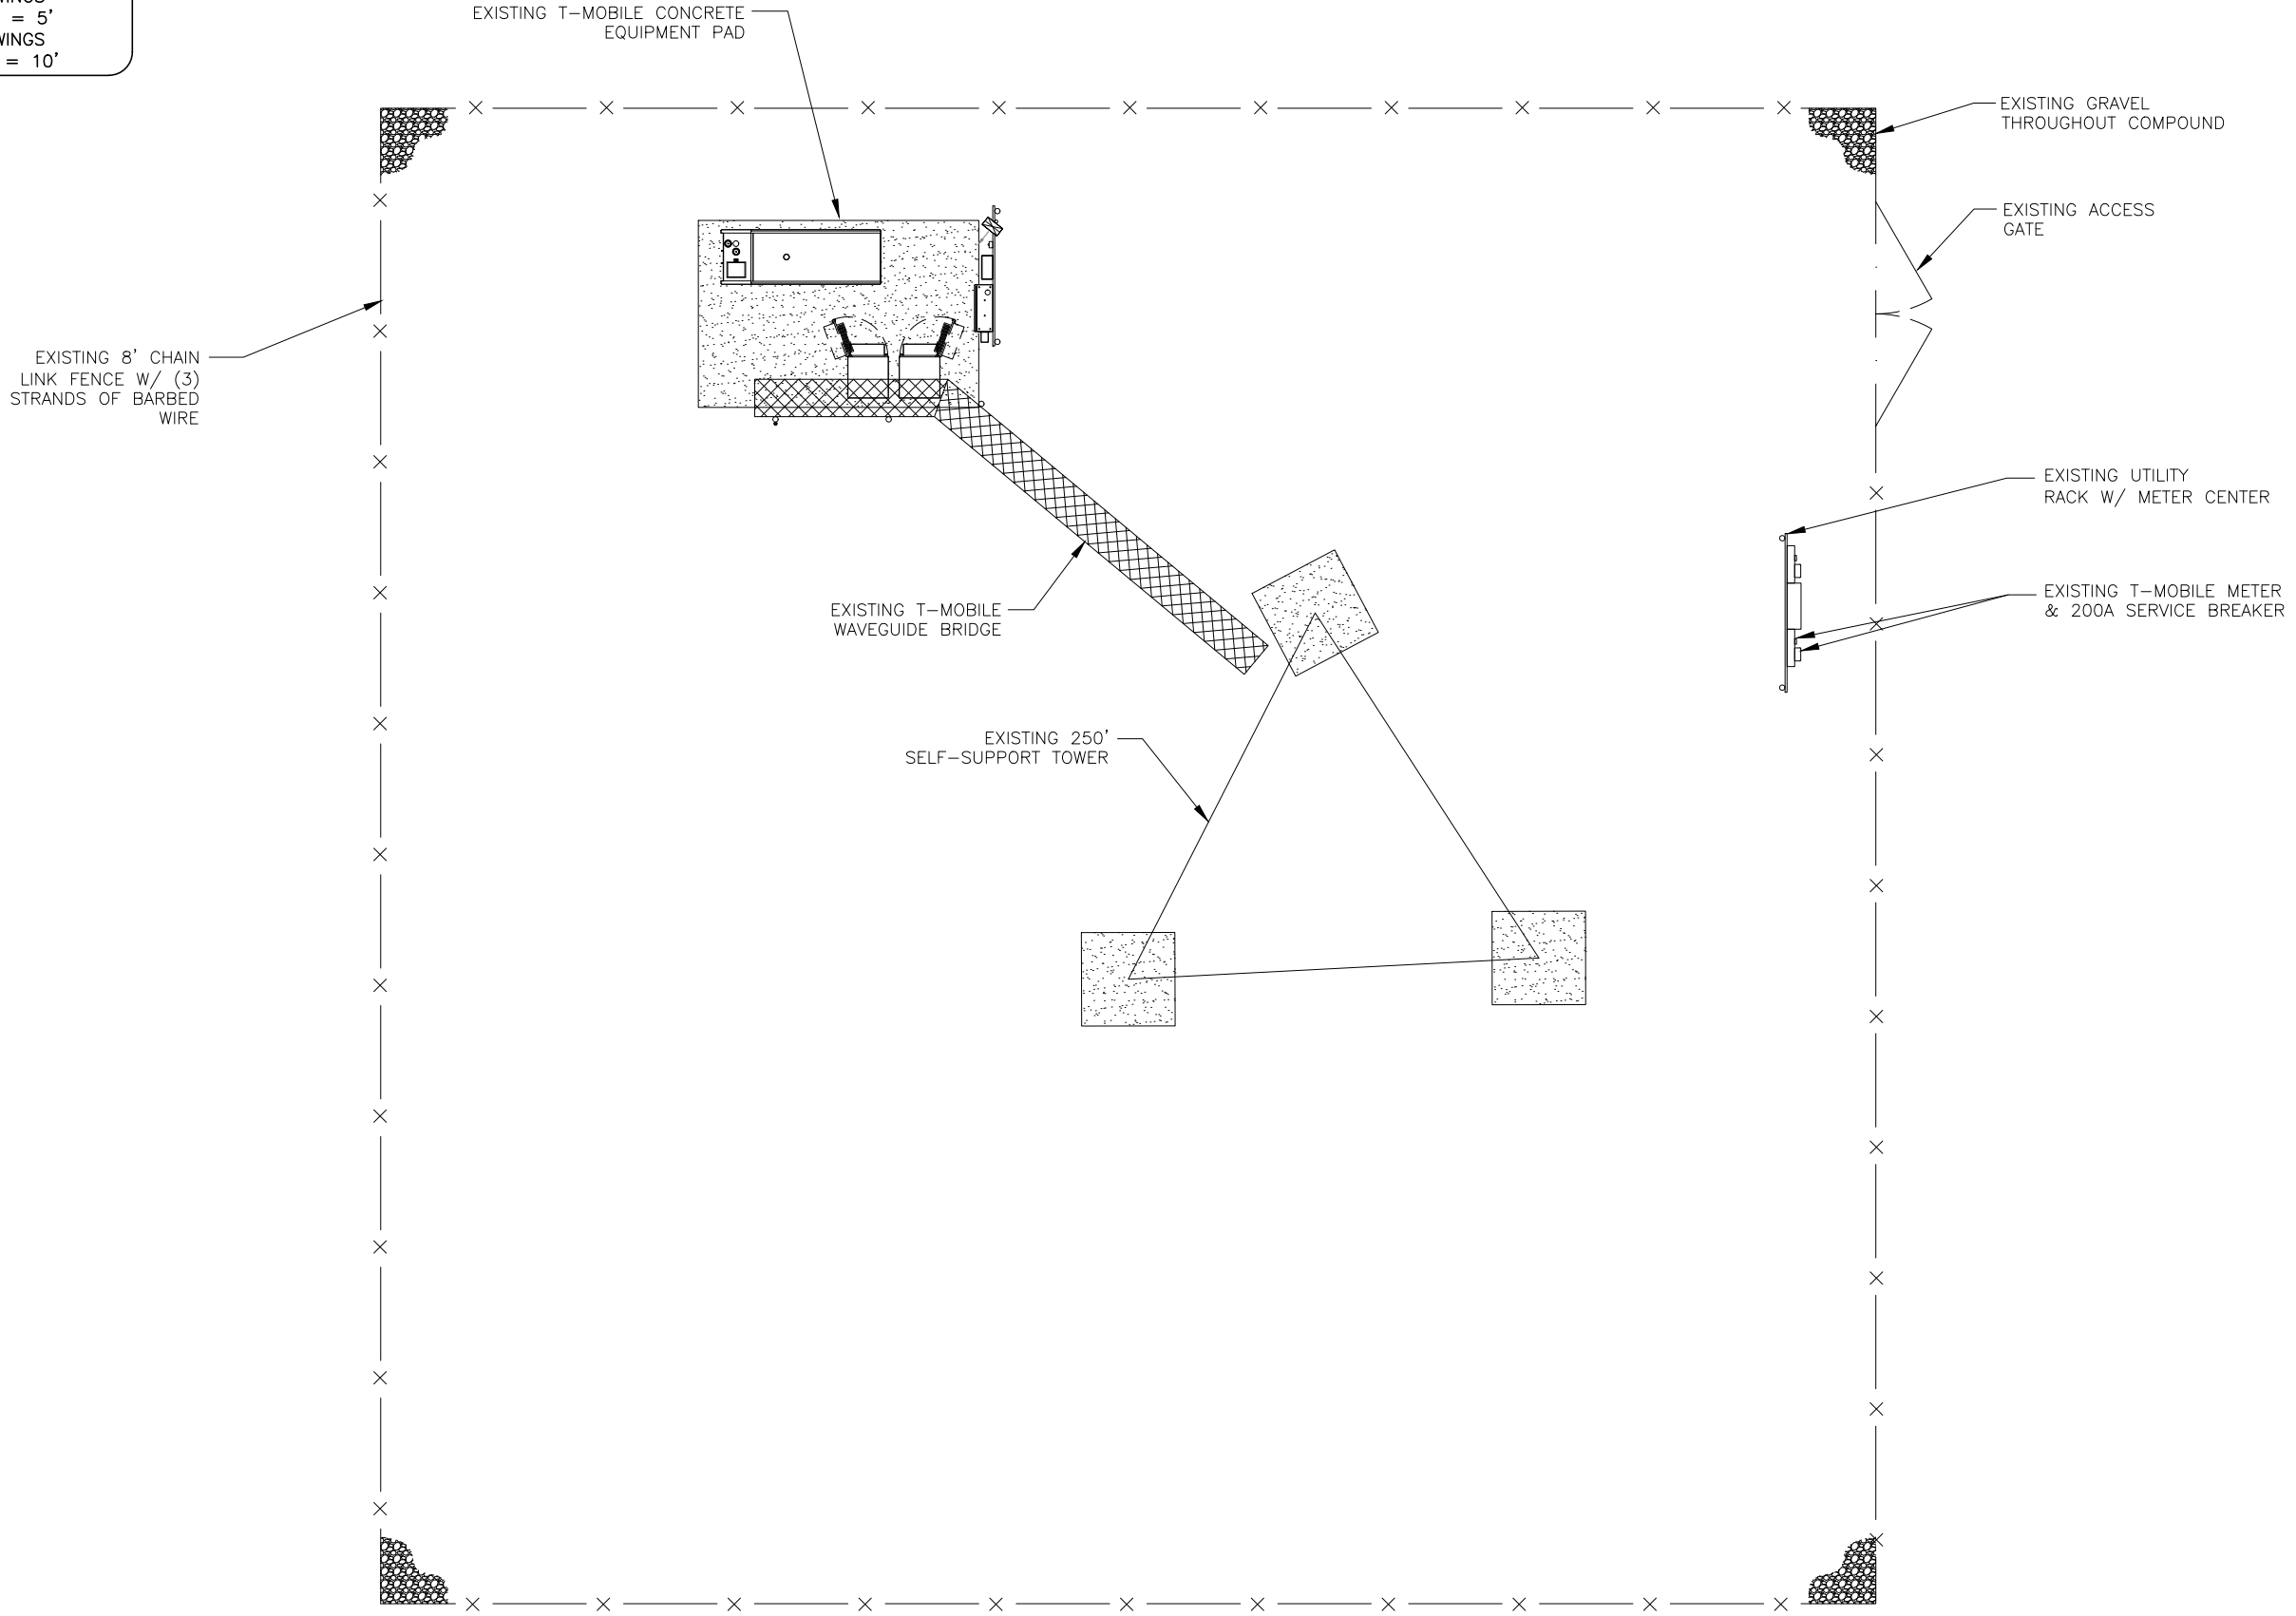 = 5'
= 10'
EXISTING T-MOBILE CONCRETE
EQUIPMENT PAD
EXISTING GRAVEL
THROUGHOUT COMPOUND
EXISTING ACCESS
GATE
EXISTING 8' CHAIN
LINK FENCE W/ (3)
STRANDS OF BARBED
WIRE
EXISTING UTILITY
RACK W/ METER CENTER
EXISTING T-MOBILE METER
& 200A SERVICE BREAKER
EXISTING T-MOBILE
WAVEGUIDE BRIDGE
EXISTING 250'
SELF-SUPPORT TOWER